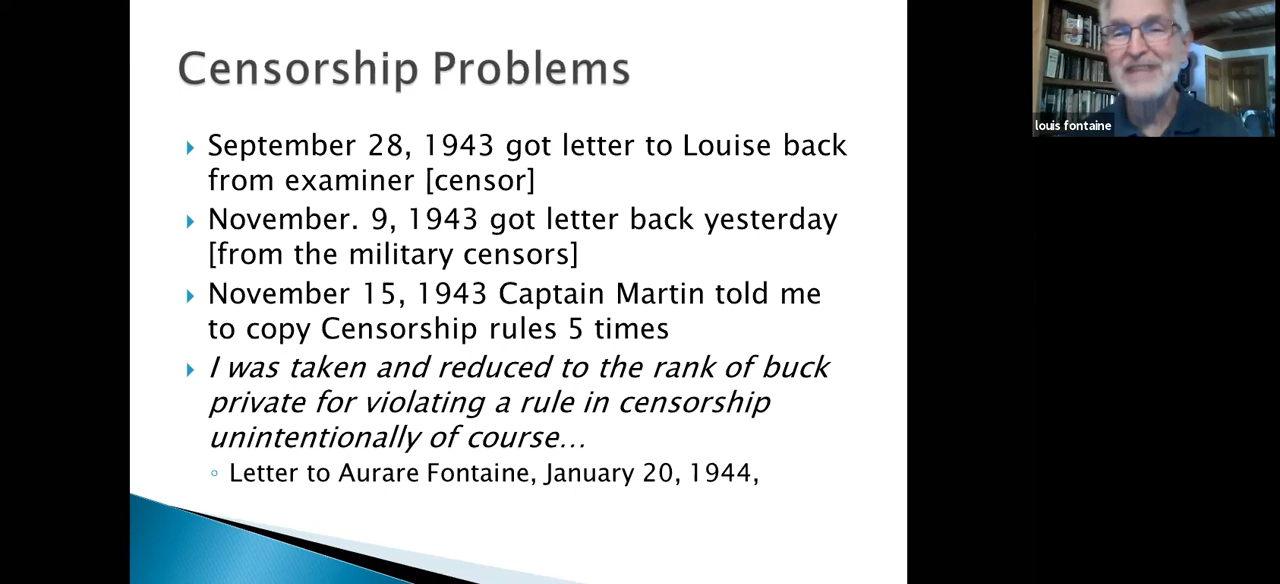 Censorship Problems
September 28, 1943 got letter to Louise back
from examiner [censor]
November. 9, 1943 got letter back yesterday
[from the military censors]
November 15, 1943 Captain Martin told me
to copy Censorship rules 5 times
I was taken and reduced to the rank of buck
private for violating a rule in censorship
unintentionally of course...
Letter to Aurare Fontaine, January 20, 1944,
louis fontaine